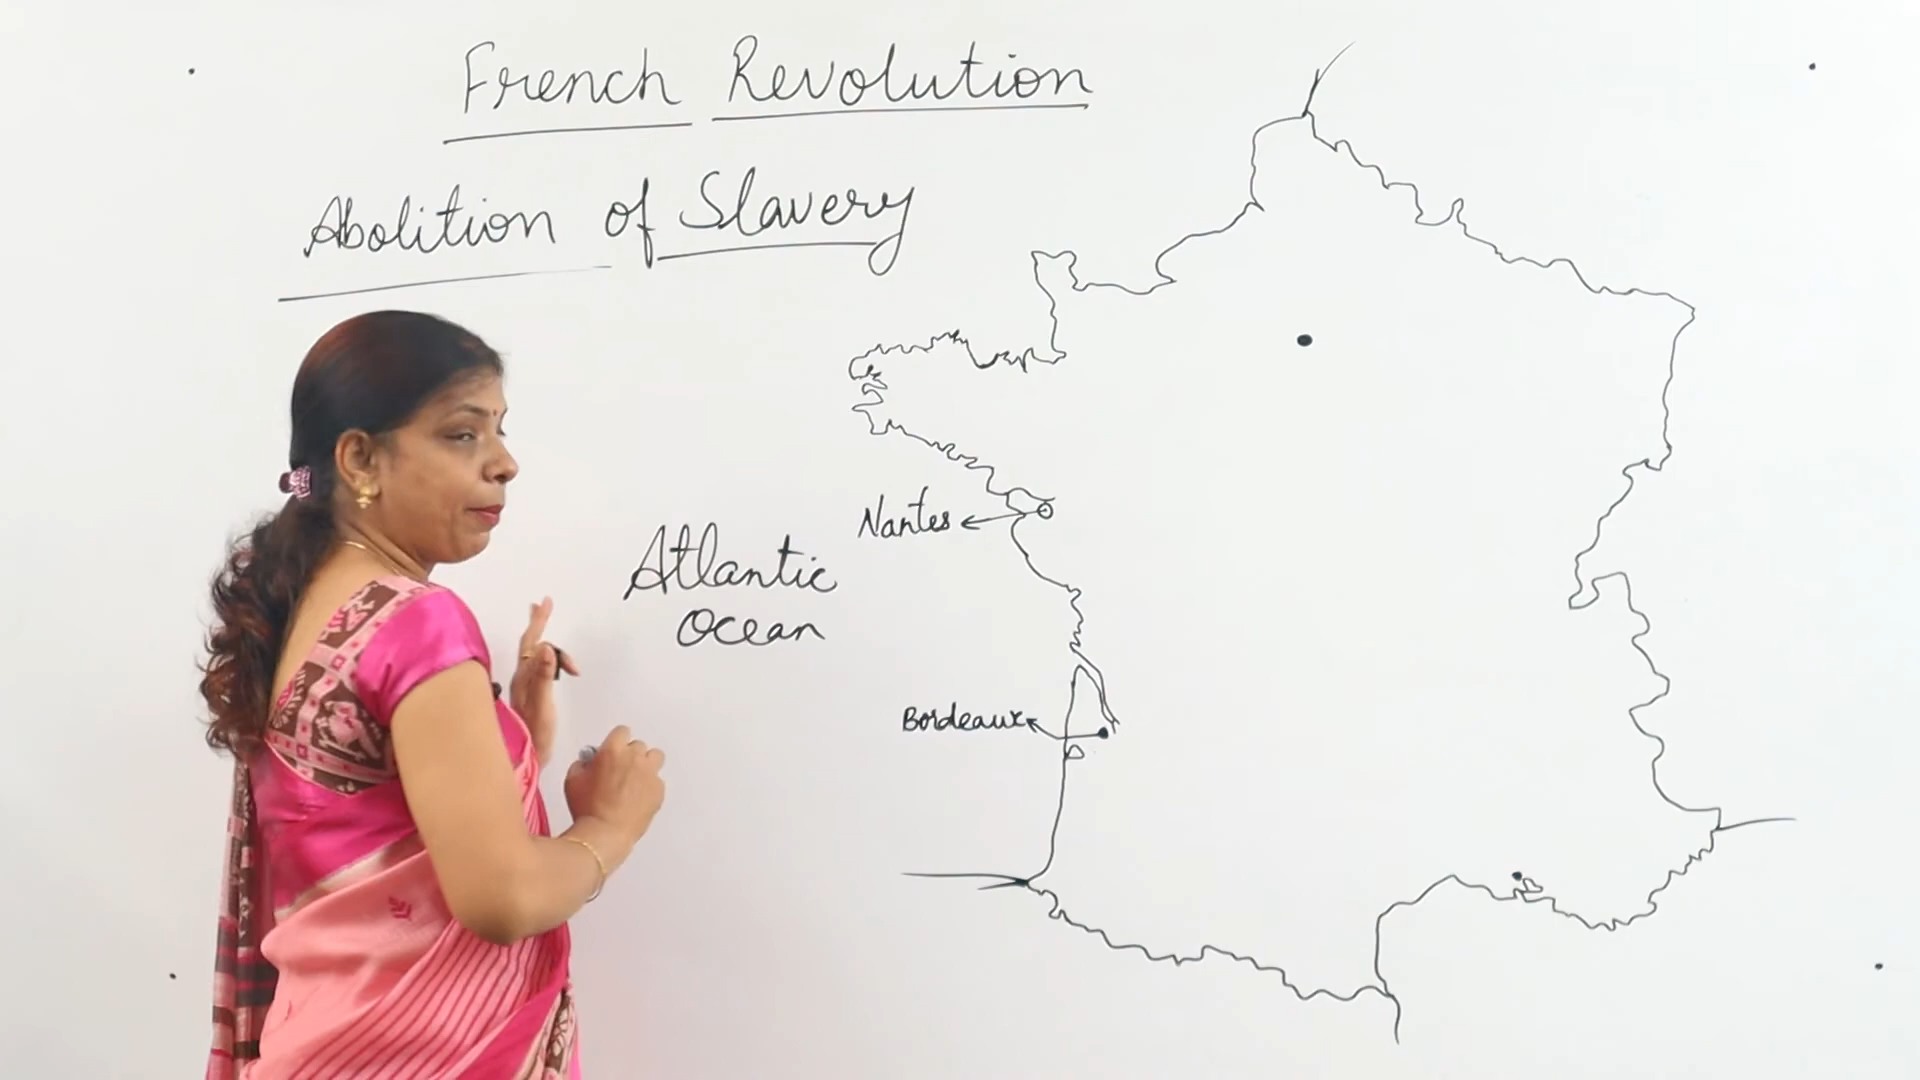 French Revolution
Abolition of Slavery
Nantes
Atlantic
Ocean
Bordeaux